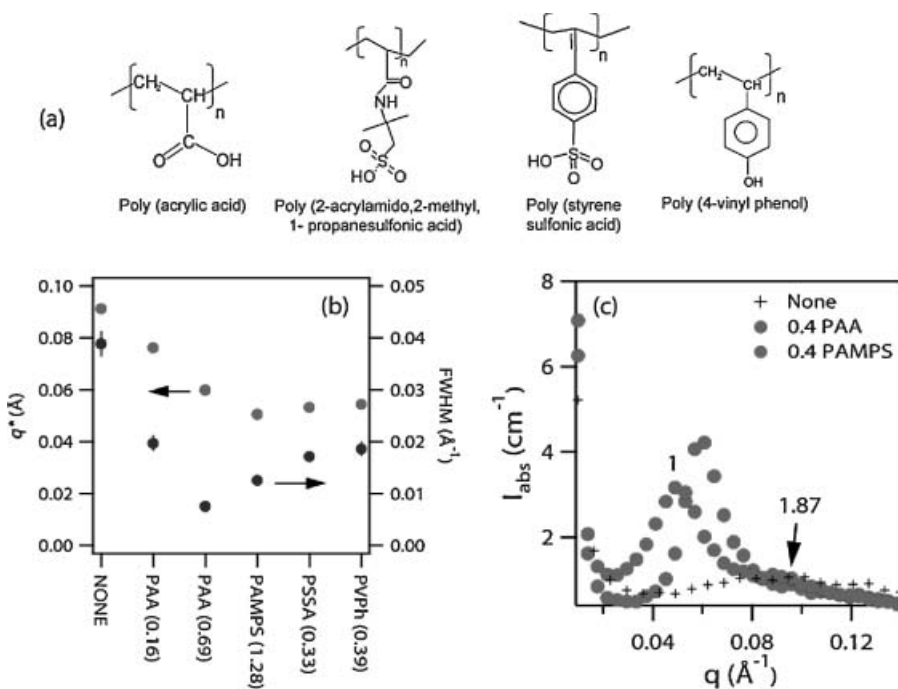 (a)
CH₂
CH
n
C
O
OH
Poly (acrylic acid)
n
O
NH
S
O
HO
O
Poly (2-acrylamido,2-methyl,
1- propanesulfonic acid)
n
HO
S
O
O
Poly (styrene
sulfonic acid)
CH₂
CH
n
OH
Poly (4-vinyl phenol)
(b)
q* (Å)
0.10
0.08
0.06
0.04
0.02
0.00
FWHM (Å⁻¹)
0.05
0.04
0.03
0.02
0.01
0.00
NONE
PAA (0.16)
PAA (0.69)
PAMPS (1.28)
PSSA (0.33)
PVPh (0.39)
(c)
None
0.4 PAA
0.4 PAMPS
I abs (cm⁻¹)
8
6
4
2
1
1.87
0.04
0.08
0.12
q (Å⁻¹)